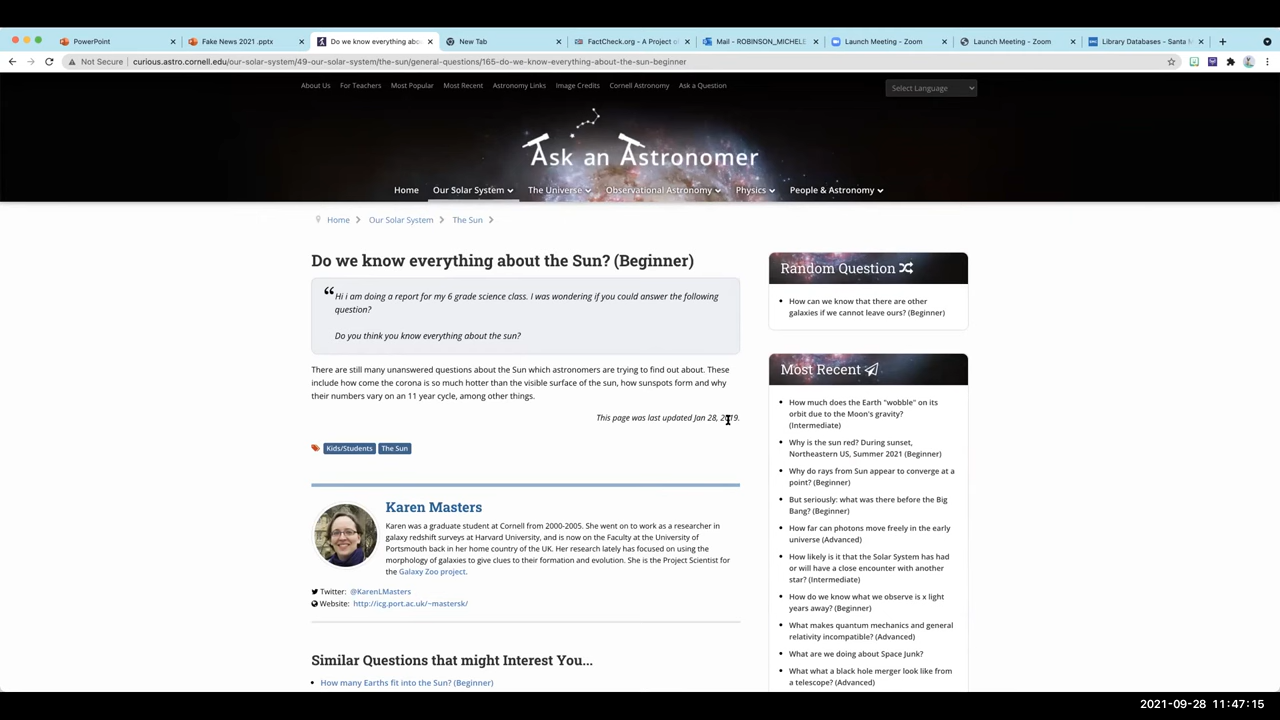 PowerPoint
Fake News 2021 .pptx
Do we know everything abo
New Tab
FactCheck.org - A Project o
Mail - ROBINSON_MICHELE
Launch Meeting - Zoom
Launch Meeting - Zoom
Library Databases - Santa M
Not Secure
curious.astro.cornell.edu/our-solar-system/49-our-solar-system/the-sun/general-questions/165-do-we-know-everything-about-the-sun-beginner
About Us For Teachers Most Popular Most Recent Astronomy Links Image Credits Cornell Astronomy Ask a Question
Select Language
Ask an Astronomer
Home Our Solar System The Universe Observational Astronomy Physics People & Astronomy
Home Our Solar System The Sun
Do we know everything about the Sun? (Beginner)
“ Hi i am doing a report for my 6 grade science class. I was wondering if you could answer the following
question?
Do you think you know everything about the sun?
There are still many unanswered questions about the Sun which astronomers are trying to find out about. These
include how come the corona is so much hotter than the visible surface of the sun, how sunspots form and why
their numbers vary on an 11 year cycle, among other things.
This page was last updated Jan 28, 2019.
Kids/Students The Sun
Karen Masters
Karen was a graduate student at Cornell from 2000-2005. She went on to work as a researcher in
galaxy redshift surveys at Harvard University, and is now on the Faculty at the University of
Portsmouth back in her home country of the UK. Her research lately has focused on using the
morphology of galaxies to give clues to their formation and evolution. She is the Project Scientist for
the Galaxy Zoo project.
Twitter: @KarenLMasters
Website: http://icg.port.ac.uk/~mastersk/
Similar Questions that might Interest You...
How many Earths fit into the Sun? (Beginner)
Random Question
How can we know that there are other
galaxies if we cannot leave ours? (Beginner)
Most Recent
How much does the Earth "wobble" on its
orbit due to the Moon's gravity?
(Intermediate)
Why is the sun red? During sunset,
Northeastern US, Summer 2021 (Beginner)
Why do rays from Sun appear to converge at a
point? (Beginner)
But seriously: what was there before the Big
Bang? (Beginner)
How far can photons move freely in the early
universe (Advanced)
How likely is it that the Solar System has had
or will have a close encounter with another
star? (Intermediate)
How do we know what we observe is x light
years away? (Beginner)
What makes quantum mechanics and general
relativity incompatible? (Advanced)
What are we doing about Space Junk?
What what a black hole merger look like from
a telescope? (Advanced)
2021-09-28 11:47:15